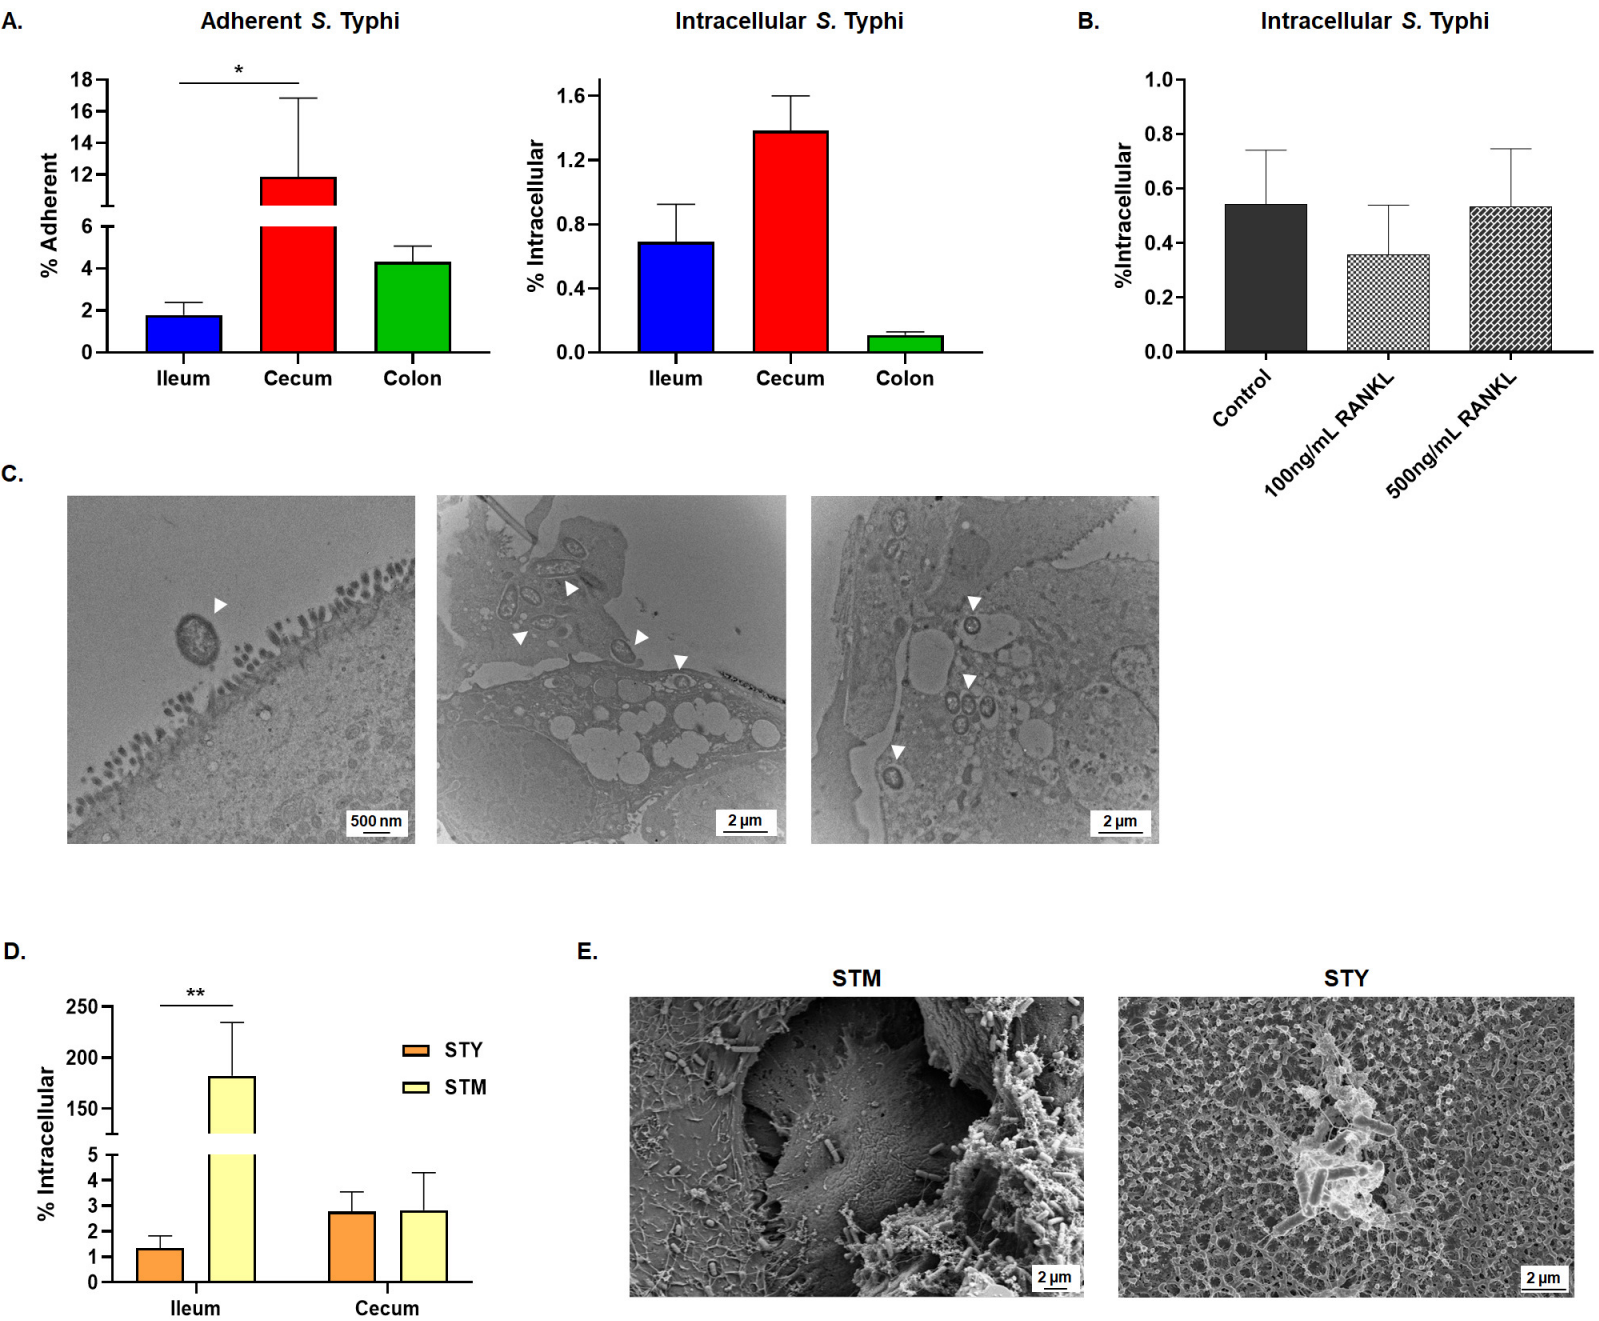 A.
Adherent S. Typhi
*
% Adherent
18
16
14
12
6
4
2
0
Ileum
Cecum
Colon
Intracellular S. Typhi
% Intracellular
1.6
1.2
0.8
0.4
0.0
Ileum
Cecum
Colon
B.
Intracellular S. Typhi
%Intracellular
1.0
0.8
0.6
0.4
0.2
0.0
Control
100ng/mL RANKL
500ng/mL RANKL
C.
500 nm
2 µm
2 µm
D.
**
% Intracellular
250
200
150
5
4
3
2
1
0
Ileum
Cecum
STY
STM
E.
STM
2 µm
STY
2 µm